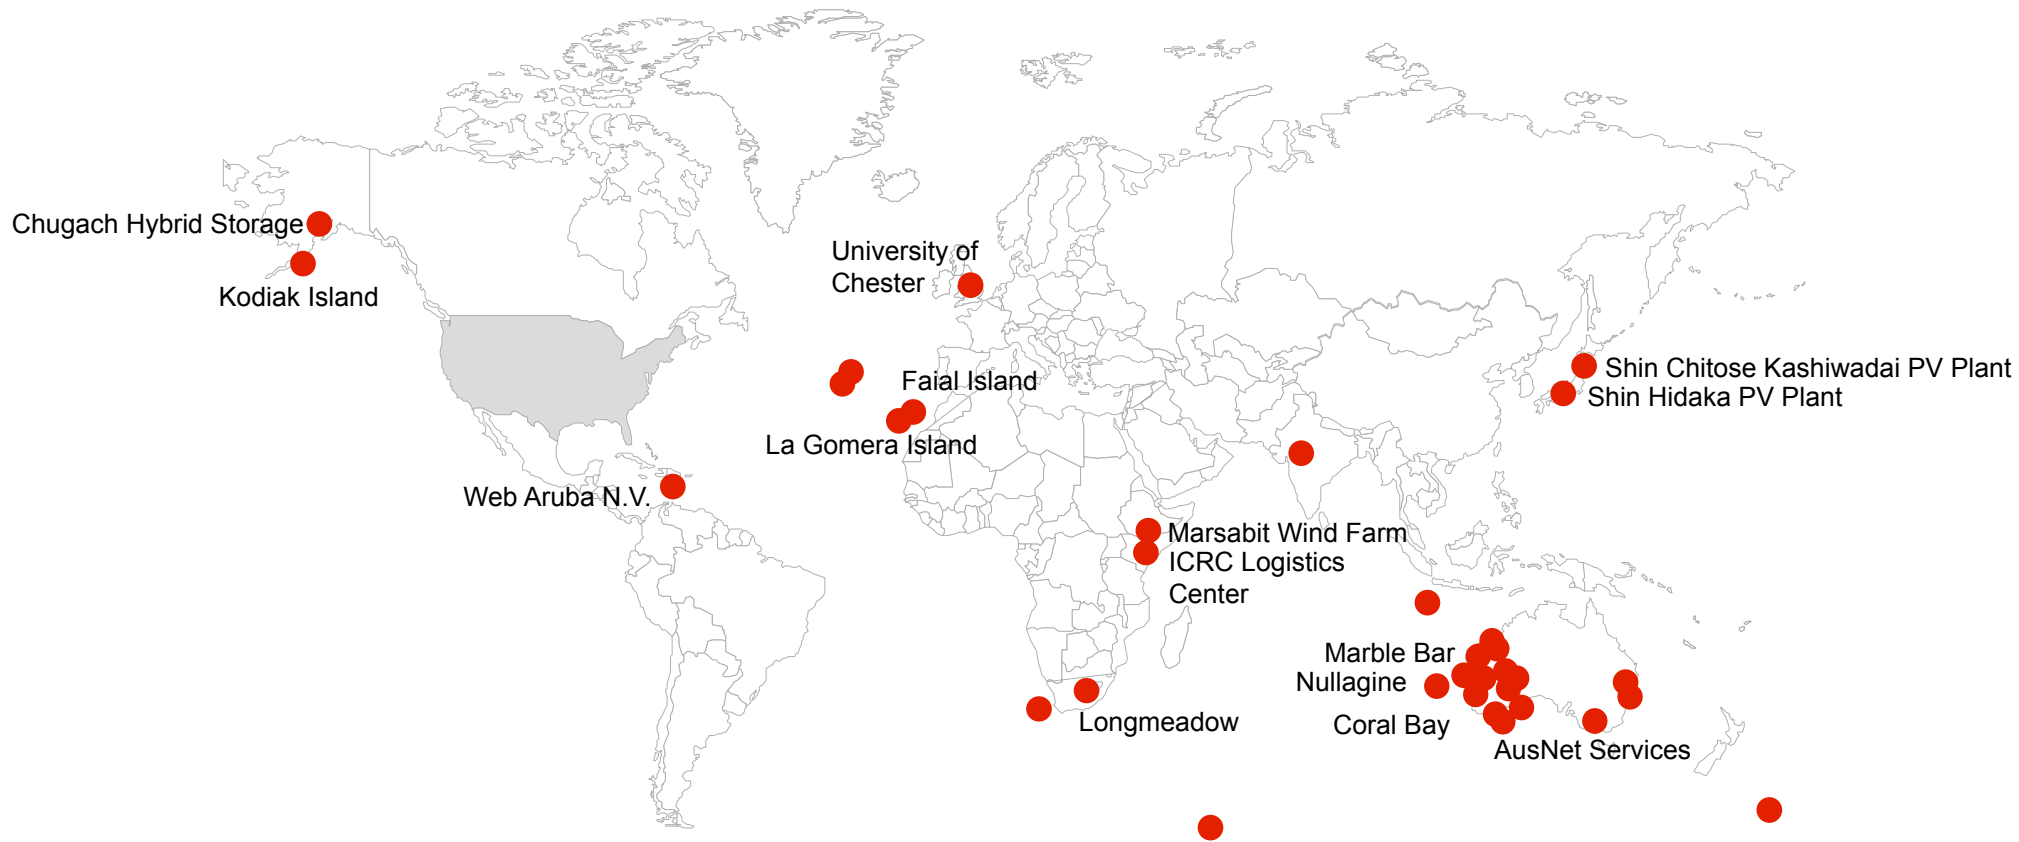 Chugach Hybrid Storage
Kodiak Island
University of
Chester
Faial Island
La Gomera Island
Web Aruba N.V.
Shin Chitose Kashiwadai PV Plant
Shin Hidaka PV Plant
Marsabit Wind Farm
ICRC Logistics
Center
Marble Bar
Nullagine
Coral Bay
Longmeadow
AusNet Services